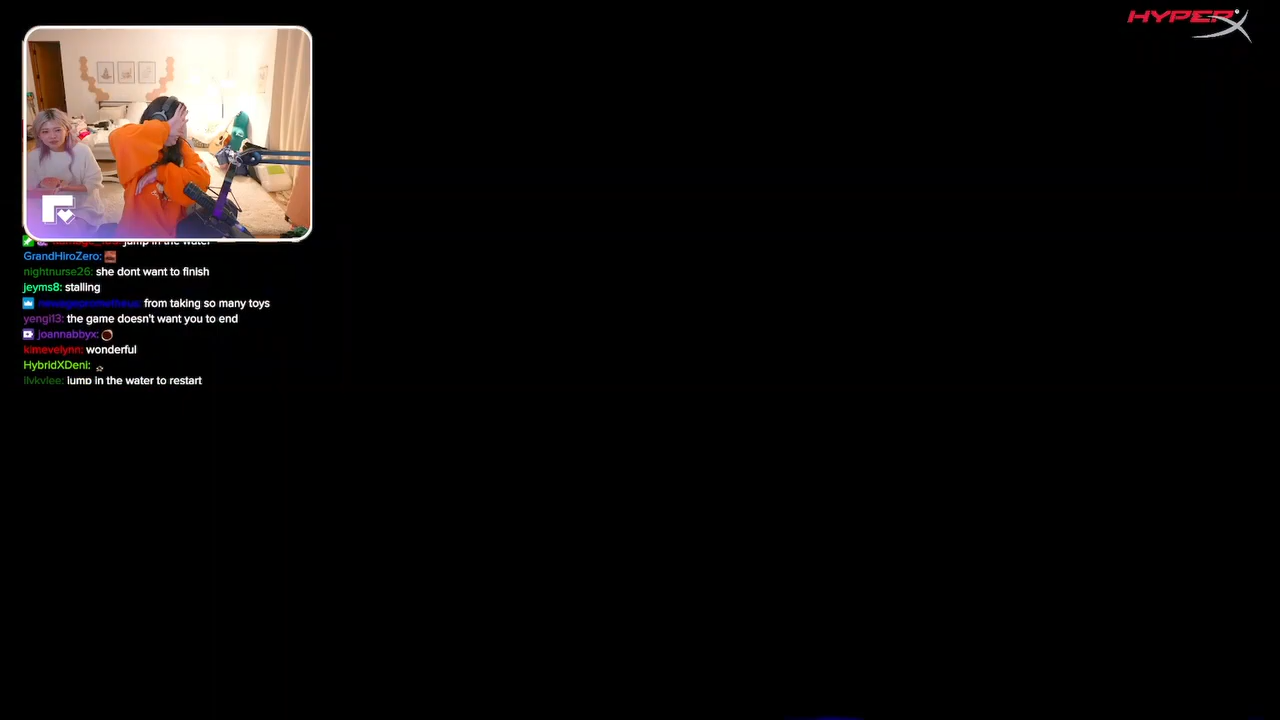 HYPERX
jump in the water
GrandHiroZero:
nightnurse26: she dont want to finish
jeyms8: stalling
from taking so many toys
yengi13: the game doesn't want you to end
joannabbyx:
kimevelynn: wonderful
HybridXDeni:
llvkylee: jump in the water to restart